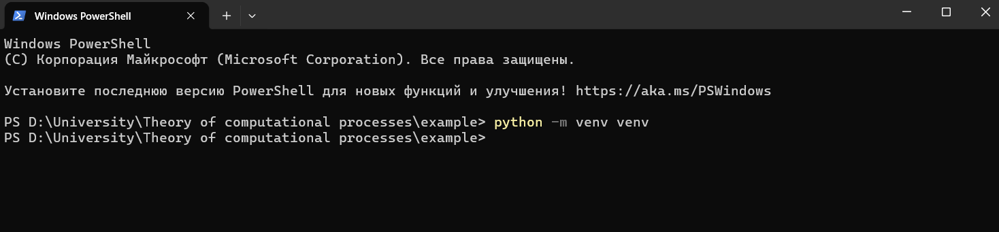 Windows PowerShell
Windows PowerShell
(C) Корпорация Майкрософт (Microsoft Corporation). Все права защищены.
Установите последнюю версию PowerShell для новых функций и улучшения! https://aka.ms/PSWindows
PS D:\University\Theory of computational processes\example> python -m venv venv
PS D:\University\Theory of computational processes\example>